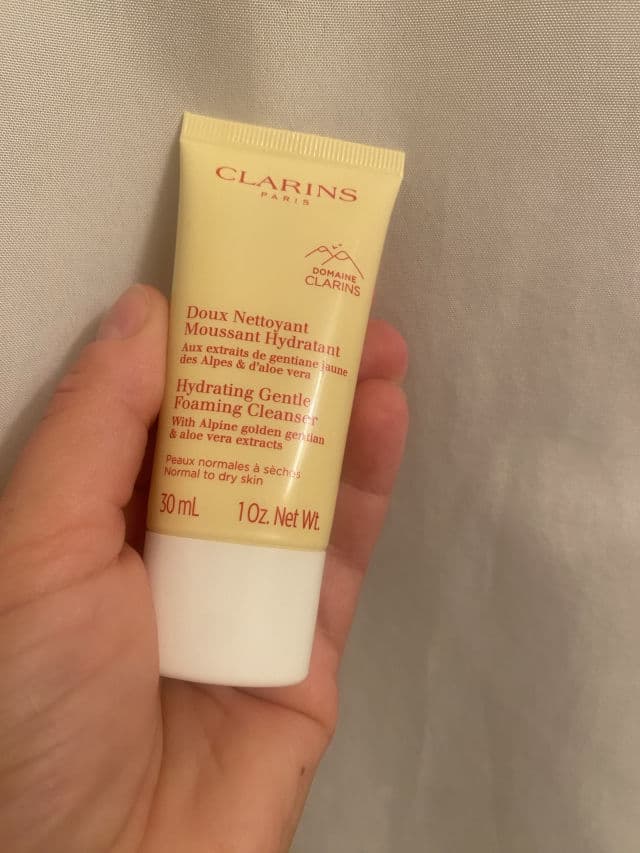 CLARINS
PARIS
DOMAINE
CLARINS
Doux Nettoyant
Moussant Hydratant
Aux extraits de gentiane jaune
des Alpes & d'aloe vera
Hydrating Gentle
Foaming Cleanser
With Alpine golden gentian
& aloe vera extracts
Peaux normales à sèches
Normal to dry skin
30 mL 1 Oz. Net Wt.